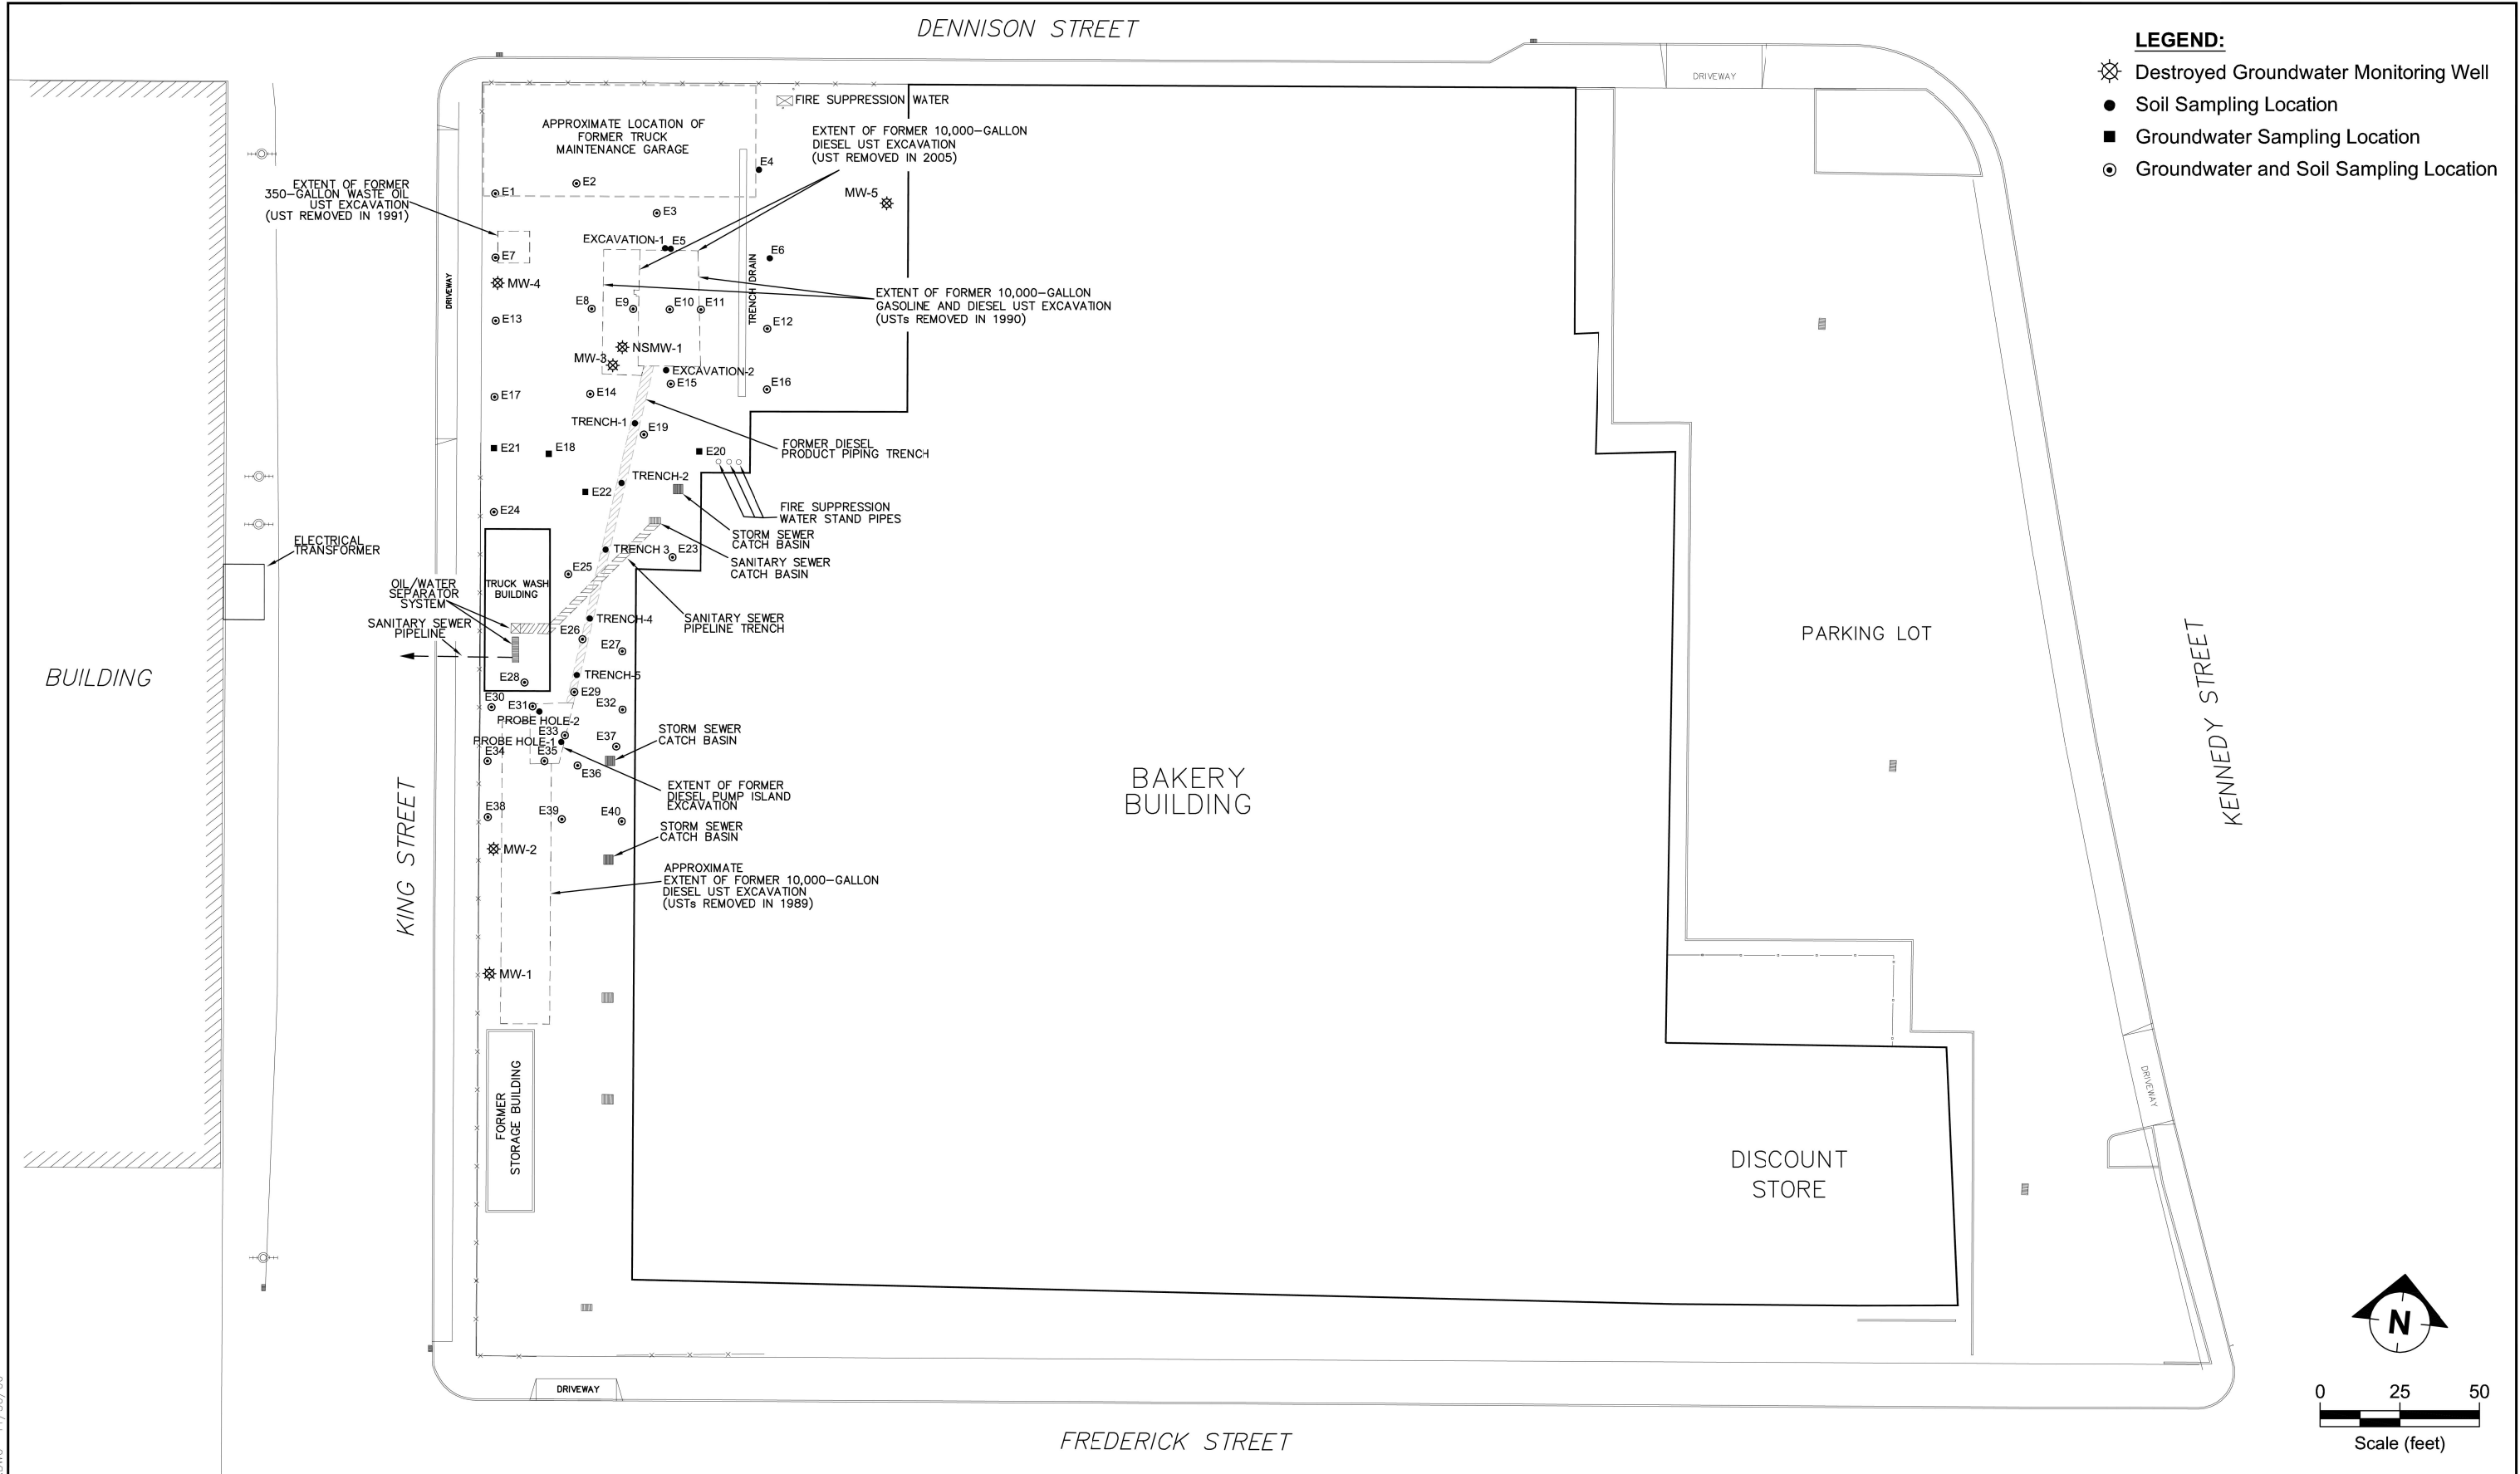 DENNISON STREET
LEGEND:
Destroyed Groundwater Monitoring Well
Soil Sampling Location
Groundwater Sampling Location
Groundwater and Soil Sampling Location
DRIVEWAY
FIRE SUPPRESSION WATER
APPROXIMATE LOCATION OF
FORMER TRUCK
MAINTENANCE GARAGE
EXTENT OF FORMER 10,000-GALLON
DIESEL UST EXCAVATION
(UST REMOVED IN 2005)
E4
E2
E1
MW-5
EXTENT OF FORMER
350-GALLON WASTE OIL
UST EXCAVATION
(UST REMOVED IN 1991)
E3
EXCAVATION-1
E5
E6
E7
TRENCH DRAIN
DRIVEWAY
MW-4
EXTENT OF FORMER 10,000-GALLON
GASOLINE AND DIESEL UST EXCAVATION
(USTs REMOVED IN 1990)
E8
E9
E10
E11
E13
E12
NSMW-1
MW-3
EXCAVATION-2
E15
E16
E17
E14
TRENCH-1
E19
FORMER DIESEL
PRODUCT PIPING TRENCH
E21
E18
E20
TRENCH-2
E22
FIRE SUPPRESSION
WATER STAND PIPES
E24
STORM SEWER
CATCH BASIN
ELECTRICAL
TRANSFORMER
TRENCH 3
E23
SANITARY SEWER
CATCH BASIN
E25
OIL/WATER
SEPARATOR
SYSTEM
TRUCK WASH
BUILDING
SANITARY SEWER
PIPELINE
TRENCH-4
SANITARY SEWER
PIPELINE TRENCH
E26
E27
PARKING LOT
KENNEDY STREET
BUILDING
E28
TRENCH-5
E29
E30
E31
E32
PROBE HOLE-2
E33
PROBE HOLE-1
E37
STORM SEWER
CATCH BASIN
E34
E35
E36
BAKERY
BUILDING
EXTENT OF FORMER
DIESEL PUMP ISLAND
EXCAVATION
E38
E39
E40
STORM SEWER
CATCH BASIN
KING STREET
MW-2
APPROXIMATE
EXTENT OF FORMER 10,000-GALLON
DIESEL UST EXCAVATION
(USTs REMOVED IN 1989)
MW-1
FORMER
STORAGE BUILDING
DRIVEWAY
DISCOUNT
STORE
N
DRIVEWAY
0 25 50
Scale (feet)
FREDERICK STREET